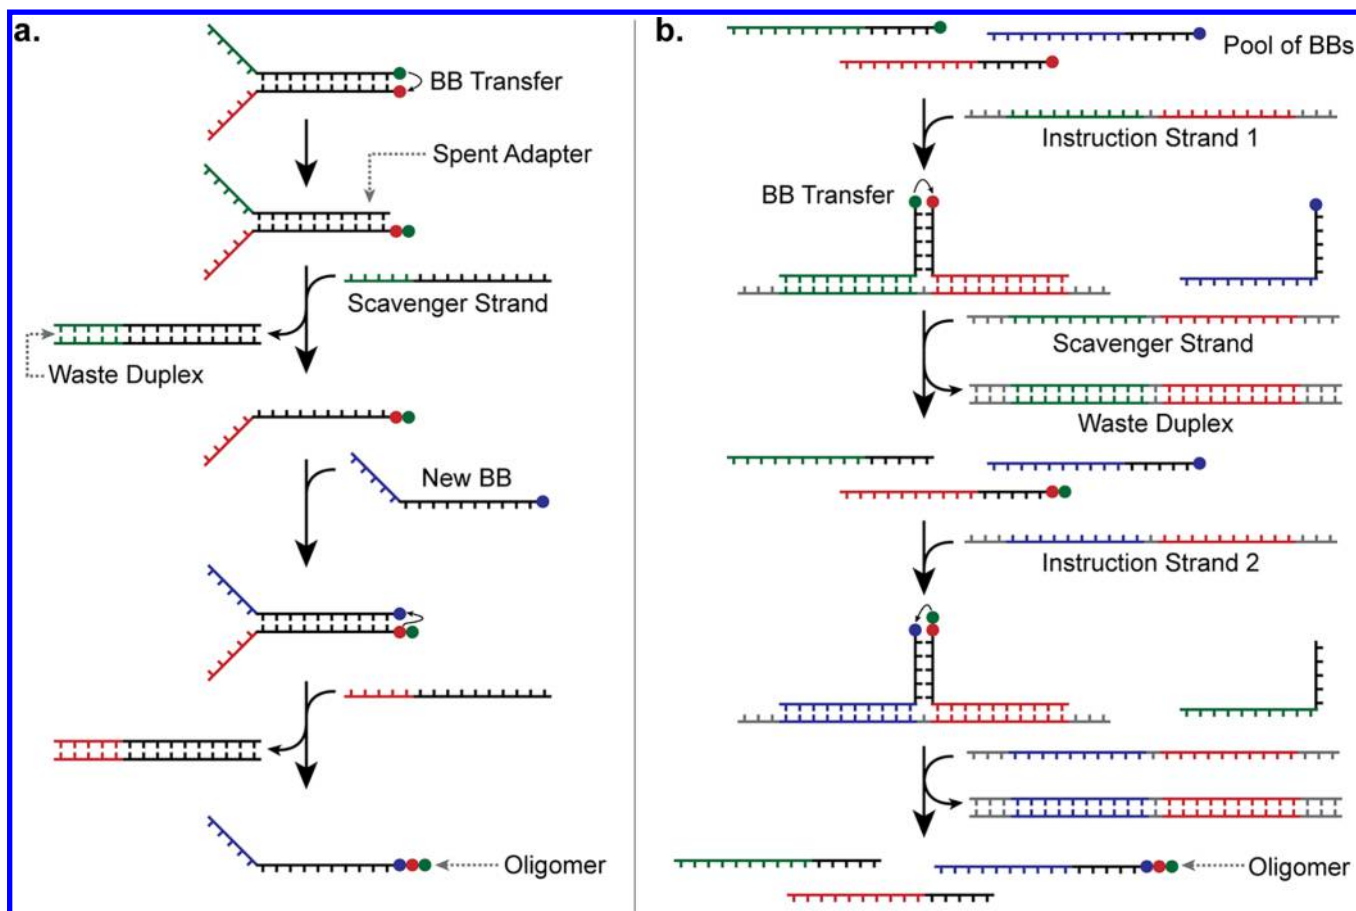 a.
BB Transfer
Spent Adapter
Scavenger Strand
Waste Duplex
New BB
Oligomer
b.
Pool of BBs
Instruction Strand 1
BB Transfer
Scavenger Strand
Waste Duplex
Instruction Strand 2
Oligomer